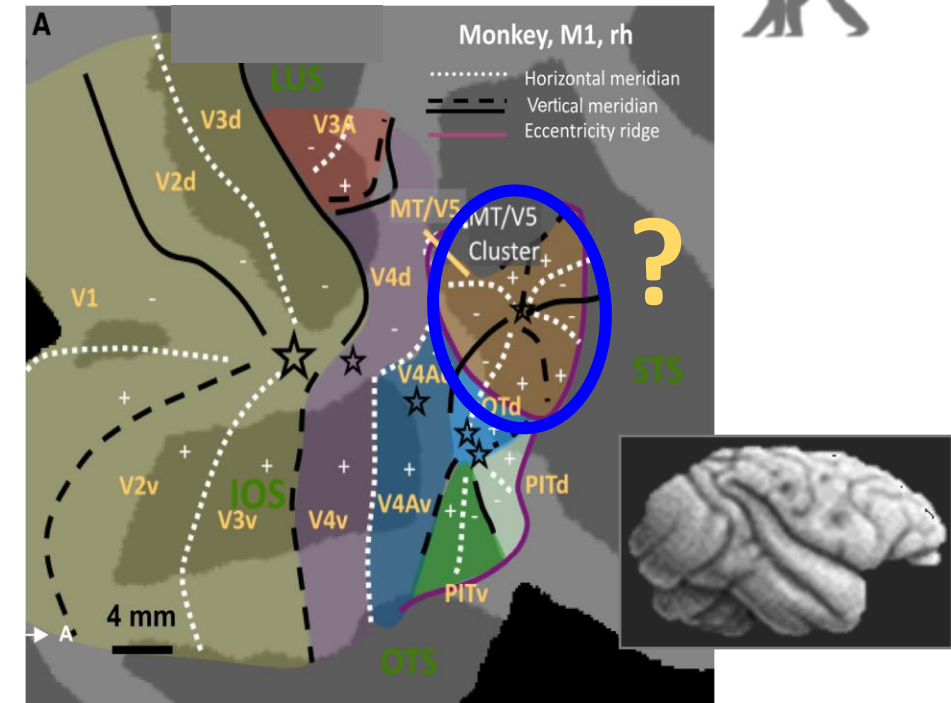 A
Monkey, M1, rh
Horizontal meridian
Vertical meridian
Eccentricity ridge
LUS
V3d
V3A
-
+
V2d
MT/V5
MT/V5
Cluster
?
V4d
V1
STS
OTd
V2v
IOS
V3v
V4v
V4Av
PITd
PITv
4 mm
A
OTS